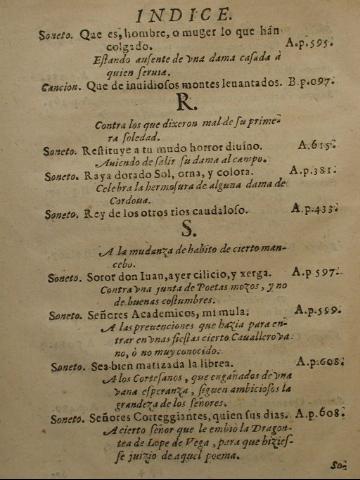 INDICE.
Soneto. Que es, hombre, o muger lo que hán
colgado. A.p.595.
Estando ausente de vna dama casada à
quien seruia.
Cancion. Que de inuidiosos montes leuantados. B.p.097.
R.
Contra los que dixeron mal de su prime-
ra soledad.
Soneto. Restituye a tu mudo horror diuino. A.615.
Auiendo de salir su dama al campo.
Soneto. Raya dorado Sol, orna, y colora. A.p.381.
Celebra la hermosura de alguna dama de
Cordoua.
Soneto. Rey de los otros rios caudaloso. A.p.433.
S.
A la mudanza de habito de cierto man-
cebo.
Soneto. Soror don Iuan, ayer cilicio, y xerga. A.p 597.
Contra vna junta de Poetas mozos, y no
de buenas costumbres.
Soneto. Señores Academicos, mi mula. A.p.599.
A las preuenciones que hazia para en-
trar en vnas fiestas cierto Cauallero va-
no, ò no muy conocido.
Soneto. Sea bien matizada la librea. A.p.608.
A los Cortesanos, que engañados de vna
vana esperanza, siguen ambiciosos la
grandeza de los señores.
Soneto. Señores Corteggiantes, quien sus dias. A.p.608.
A cierto señor que le embiò la Dragon-
tea de Lope de Vega, para que hizies-
se juizio de aquel poema.
So-